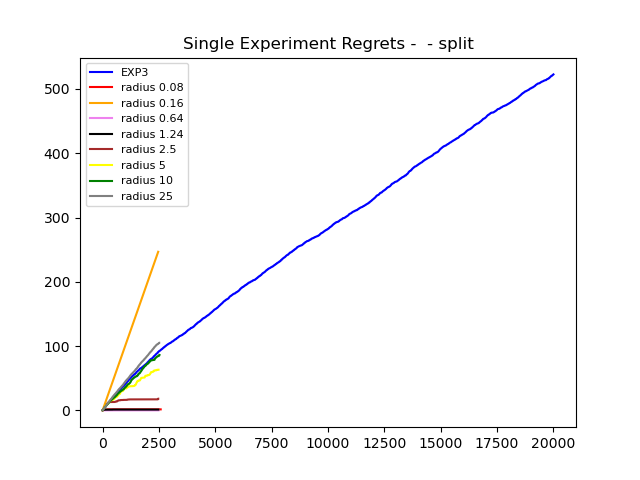 Single Experiment Regrets -  - split
EXP3
radius 0.08
radius 0.16
radius 0.64
radius 1.24
radius 2.5
radius 5
radius 10
radius 25
500
400
300
200
100
0
0 2500 5000 7500 10000 12500 15000 17500 20000